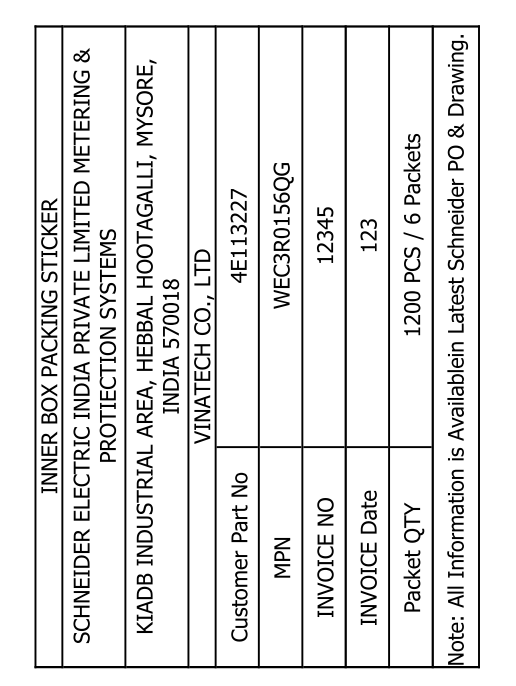 INNER BOX PACKING STICKER
SCHNEIDER ELECTRIC INDIA PRIVATE LIMITED METERING &
PROTIECTION SYSTEMS
KIADB INDUSTRIAL AREA, HEBBAL HOOTAGALLI, MYSORE,
INDIA 570018
VINATECH CO., LTD
Customer Part No 4E113227
MPN WEC3R0156QG
INVOICE NO 12345
INVOICE Date 123
Packet QTY 1200 PCS / 6 Packets
Note: All Information is Availablein Latest Schneider PO & Drawing.